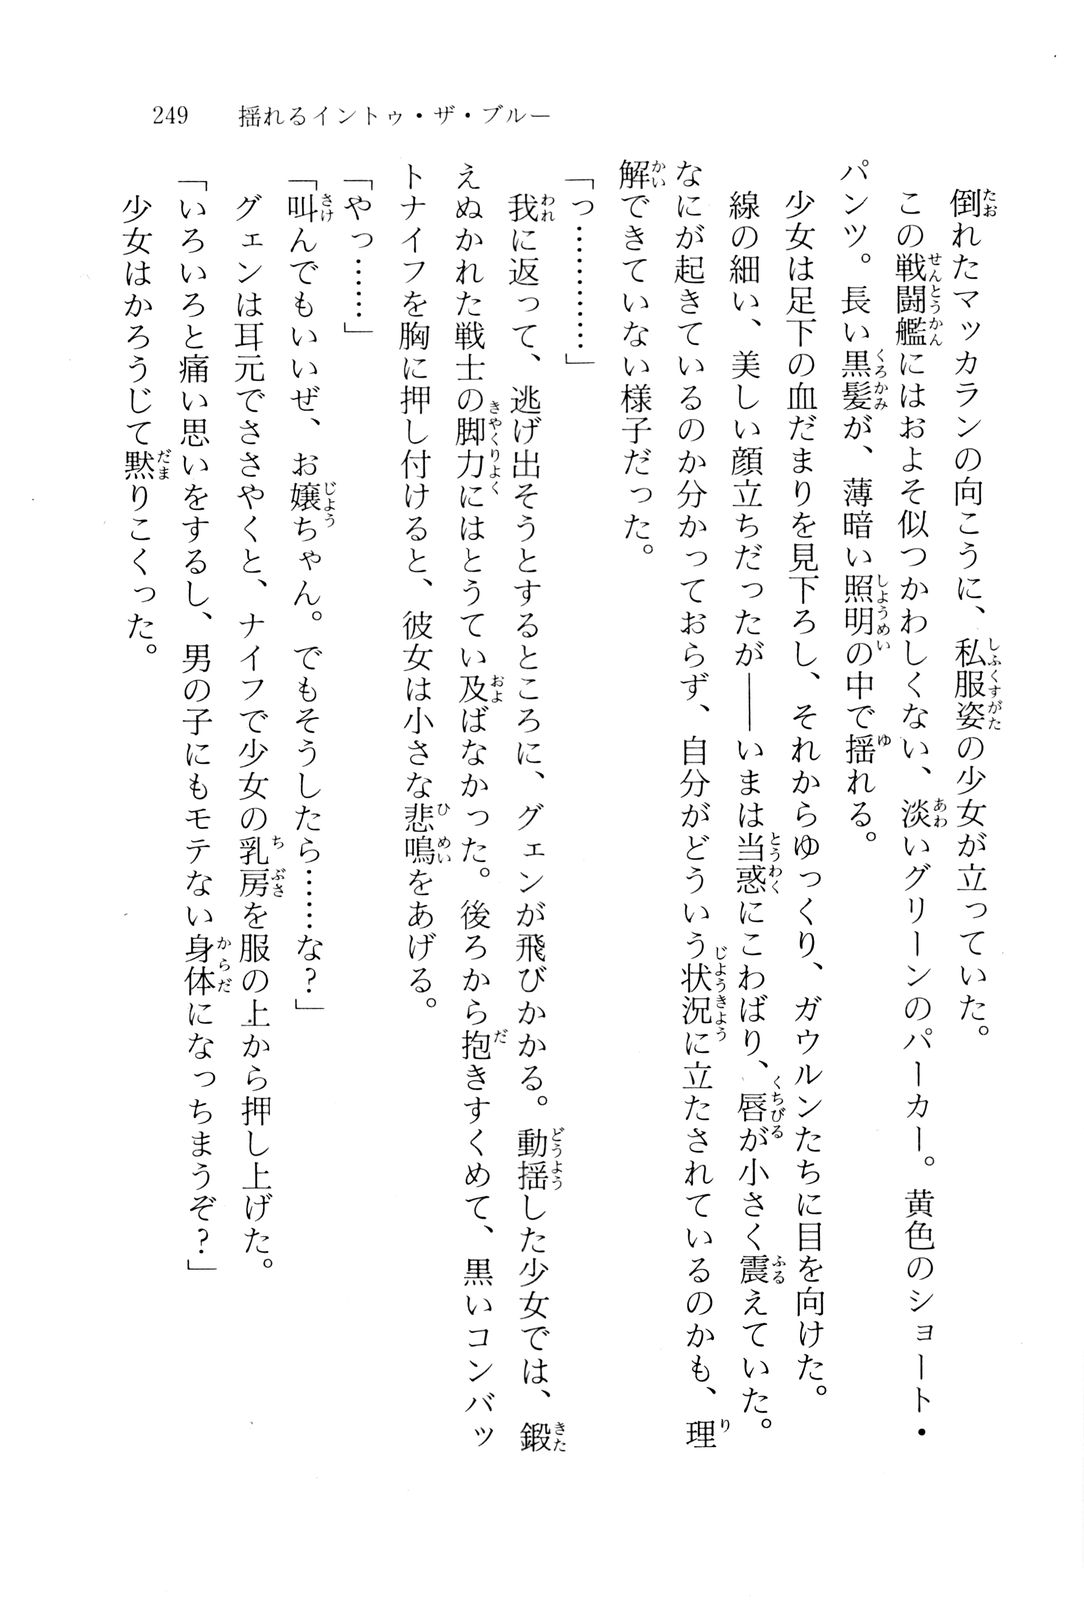 249　揺れるイントゥ・ザ・ブルー
倒れたマッカランの向こうに、私服姿の少女が立っていた。
この戦闘艦にはおよそ似つかわしくない、淡いグリーンのパーカー。黄色のショート・
パンツ。長い黒髪が、薄暗い照明の中で揺れる。
少女は足下の血だまりを見下ろし、それからゆっくり、ガウルンたちに目を向けた。
線の細い、美しい顔立ちだったが――いまは当惑にこわばり、唇が小さく震えていた。
なにが起きているのか分かっておらず、自分がどういう状況に立たされているのかも、理
解できていない様子だった。
「っ…………」
我に返って、逃げ出そうとするところに、グェンが飛びかかる。動揺した少女では、鍛
えぬかれた戦士の脚力にはとうてい及ばなかった。後ろから抱きすくめて、黒いコンバッ
トナイフを胸に押し付けると、彼女は小さな悲鳴をあげる。
「やっ……」
「叫んでもいいぜ、お嬢ちゃん。でもそうしたら……な？」
グェンは耳元でささやくと、ナイフで少女の乳房を服の上から押し上げた。
「いろいろと痛い思いをするし、男の子にもモテない身体になっちまうぞ？」
少女はかろうじて黙りこくった。